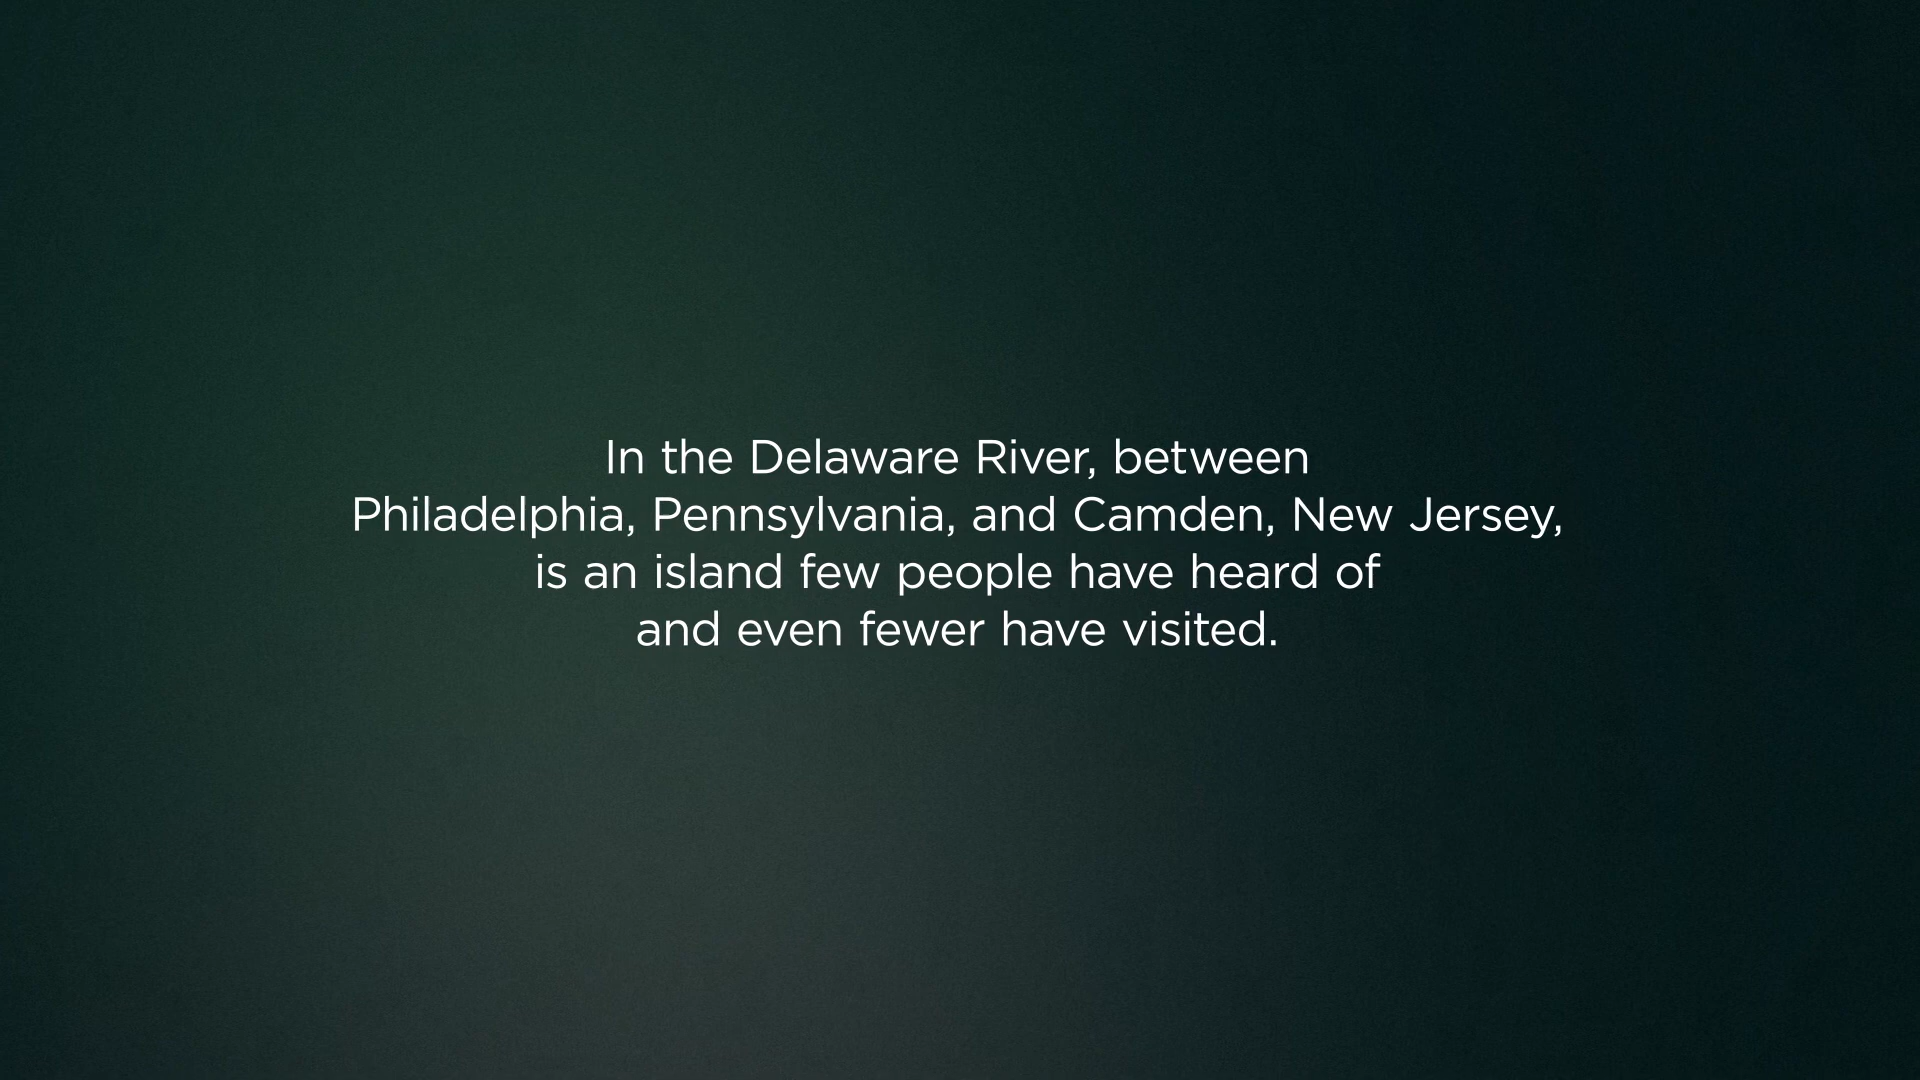 In the Delaware River, between
Philadelphia, Pennsylvania, and Camden, New Jersey,
is an island few people have heard of
and even fewer have visited.